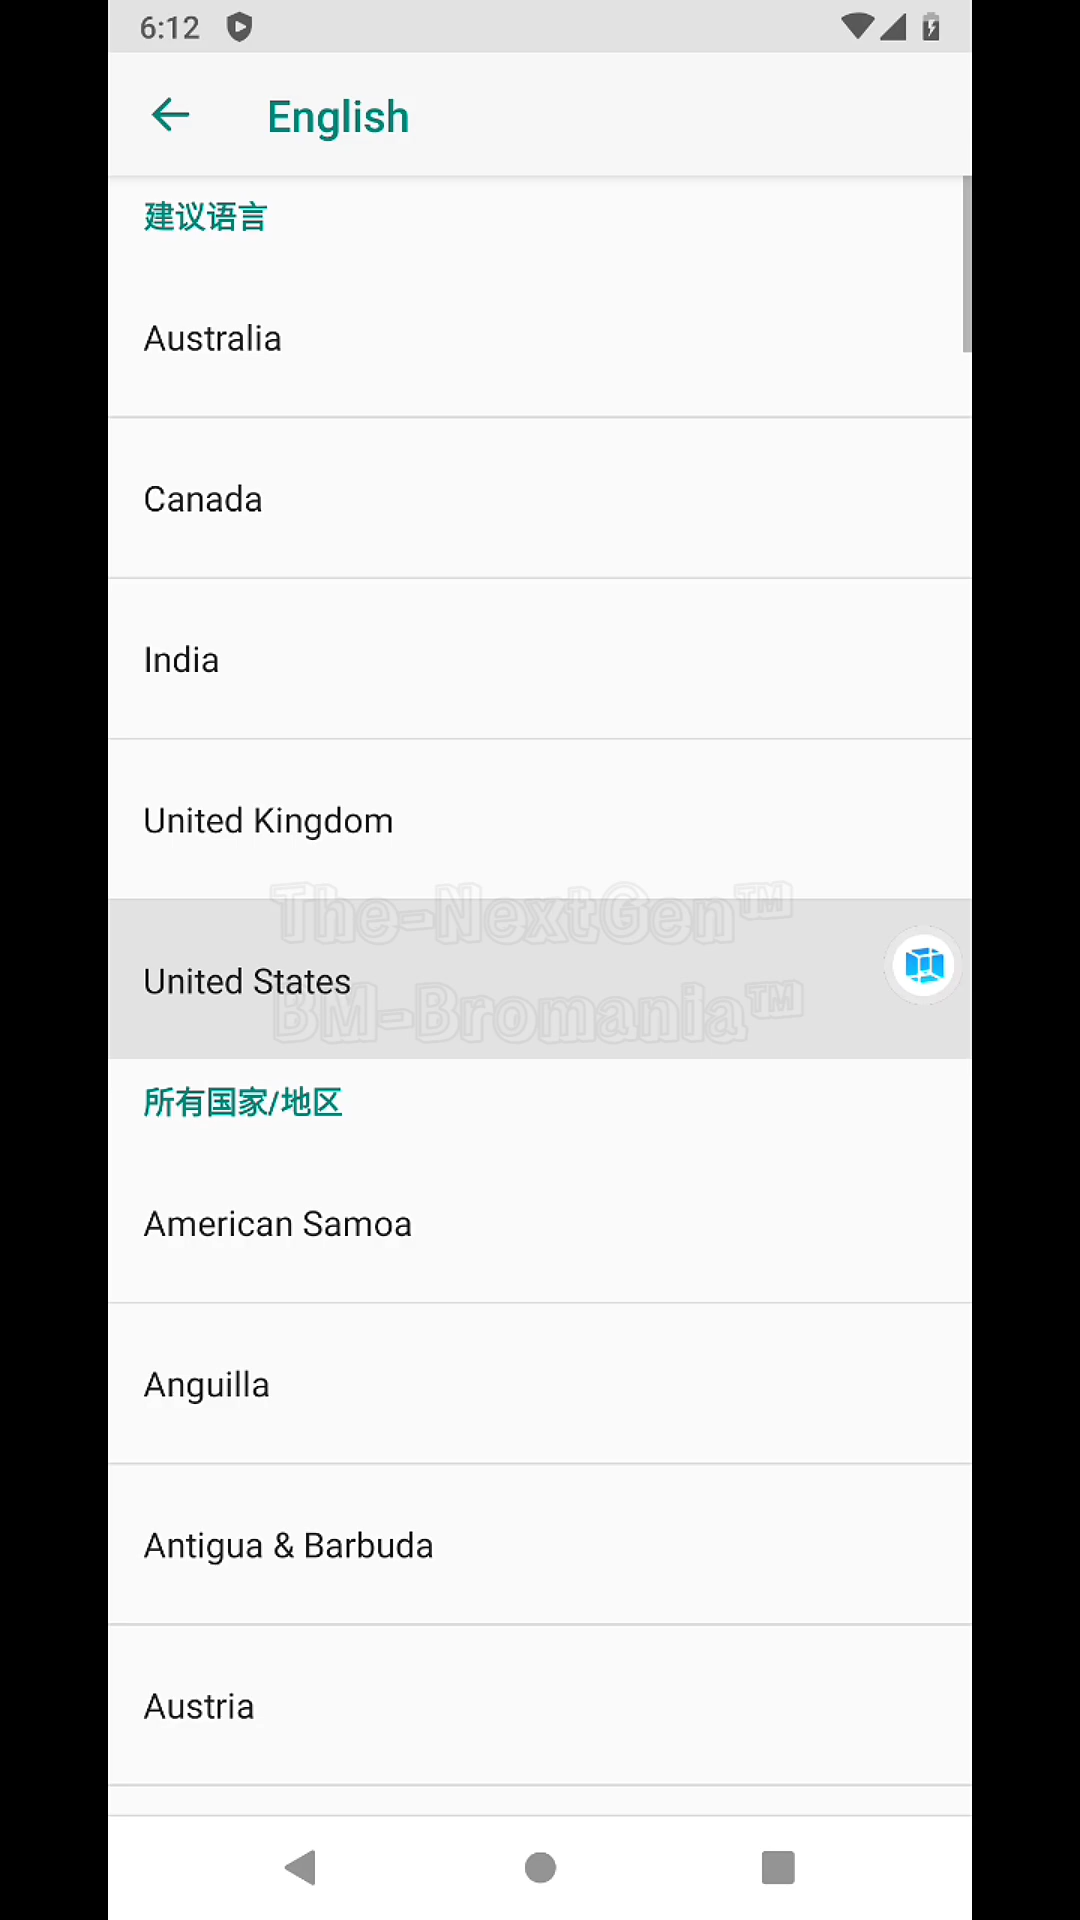 6:12
English
建议语言
Australia
Canada
India
United Kingdom
The-NextGen™
United States
BM-Bromania™
所有国家/地区
American Samoa
Anguilla
Antigua & Barbuda
Austria